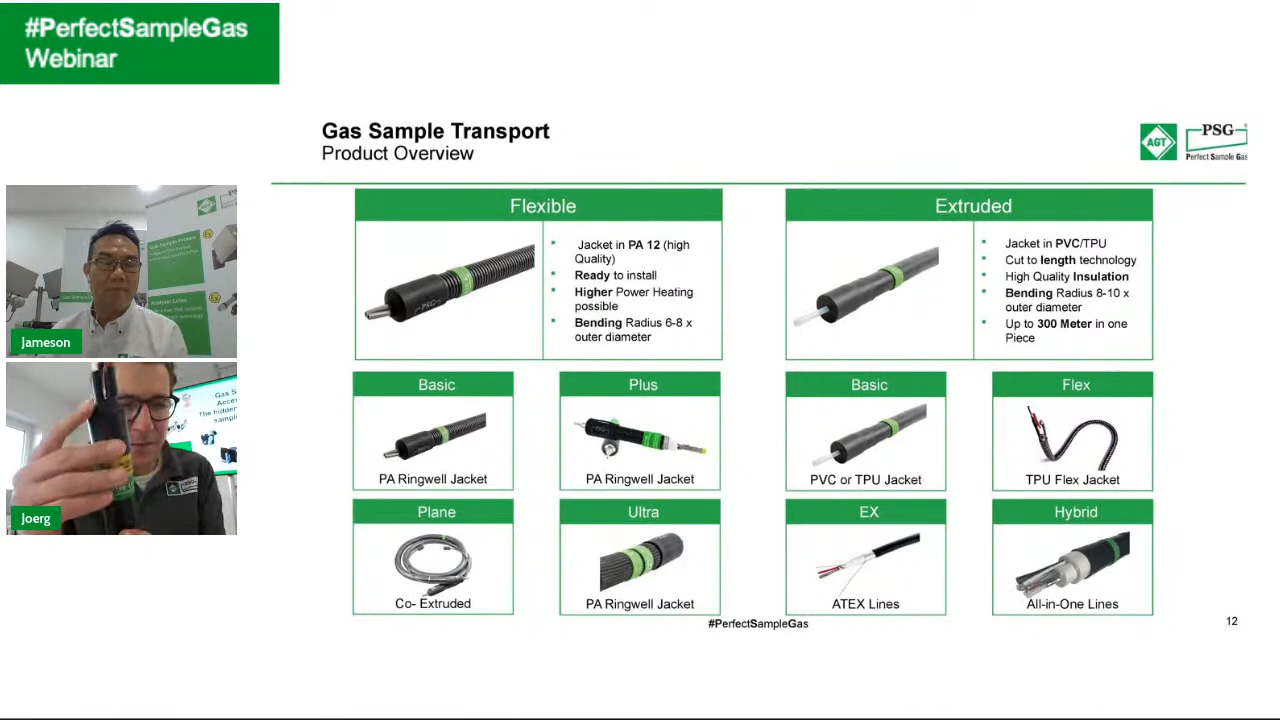 #PerfectSampleGas
Webinar
Gas Sample Transport
Product Overview
AGT
PSG
Perfect Sample Gas
Jameson
Joerg
Flexible
Jacket in PA 12 (high
Quality)
Ready to install
Higher Power Heating
possible
Bending Radius 6-8 x
outer diameter
Extruded
Jacket in PVC/TPU
Cut to length technology
High Quality Insulation
Bending Radius 8-10 x
outer diameter
Up to 300 Meter in one
Piece
Basic
PA Ringwell Jacket
Plus
PA Ringwell Jacket
Basic
PVC or TPU Jacket
Flex
TPU Flex Jacket
Plane
Co- Extruded
Ultra
PA Ringwell Jacket
EX
ATEX Lines
Hybrid
All-in-One Lines
#PerfectSampleGas
12